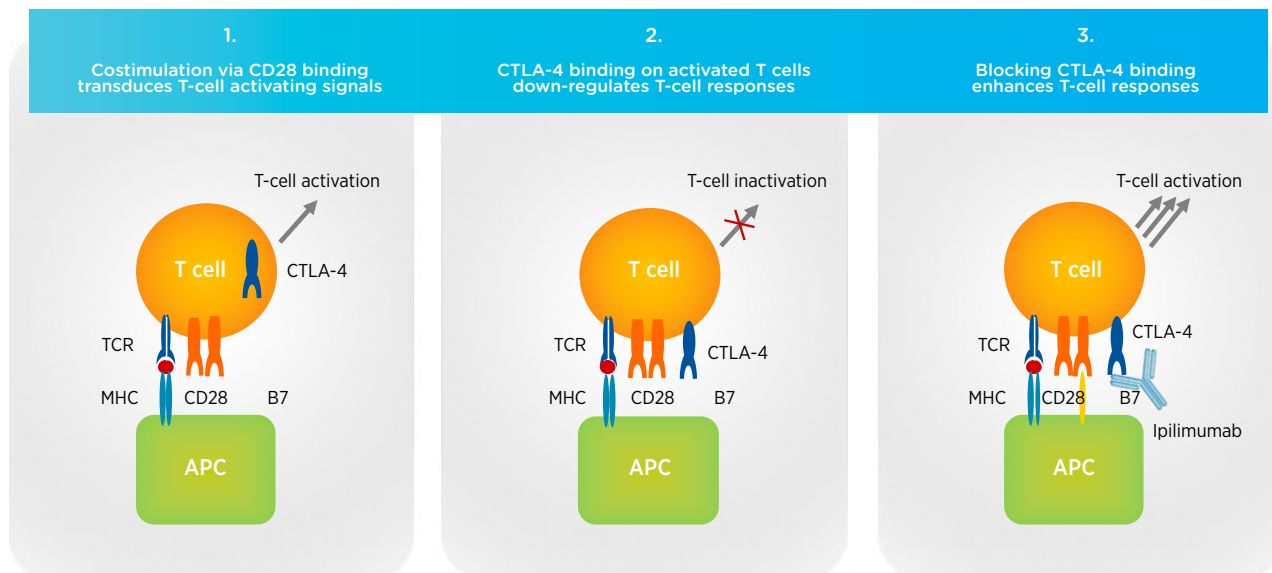 1.
Costimulation via CD28 binding
transduces T-cell activating signals
T-cell activation
T cell
CTLA-4
TCR
MHC
CD28
B7
APC
2.
CTLA-4 binding on activated T cells
down-regulates T-cell responses
T-cell inactivation
T cell
TCR
CTLA-4
MHC
CD28
B7
APC
3.
Blocking CTLA-4 binding
enhances T-cell responses
T-cell activation
T cell
CTLA-4
TCR
MHC
CD28
B7
Ipilimumab
APC